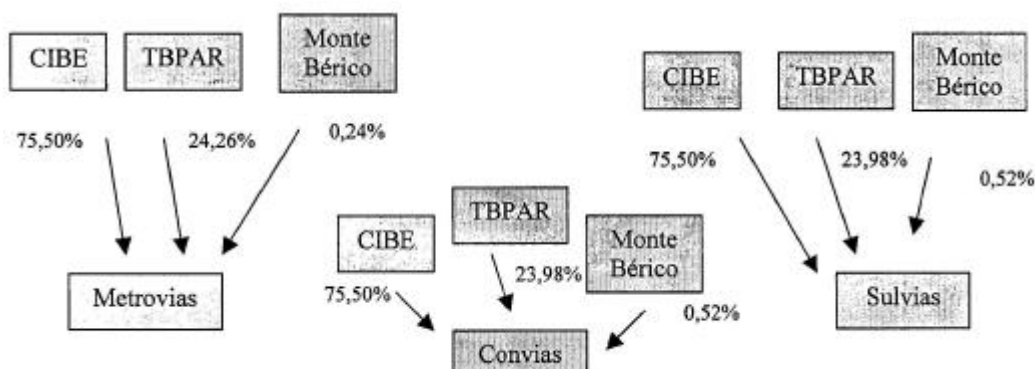 CIBE
TBPAR
Monte
Bérico
75,50%
24,26%
0,24%
Metrovias
CIBE
TBPAR
Monte
Bérico
75,50%
23,98%
0,52%
Convias
CIBE
TBPAR
Monte
Bérico
75,50%
23,98%
0,52%
Sulvias